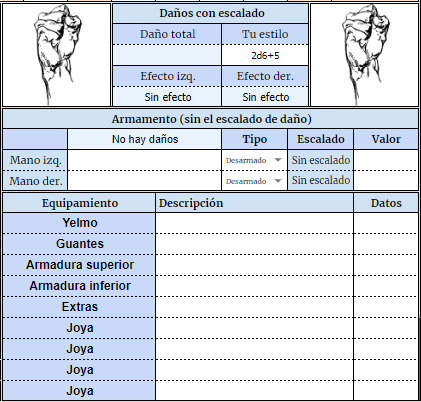 Daños con escalado
Daño total Tu estilo
2d6+5
Efecto izq. Efecto der.
Sin efecto Sin efecto
Armamento (sin el escalado de daño)
No hay daños Tipo Escalado Valor
Mano izq. Desarmado Sin escalado
Mano der. Desarmado Sin escalado
Equipamiento Descripción Datos
Yelmo
Guantes
Armadura superior
Armadura inferior
Extras
Joya
Joya
Joya
Joya